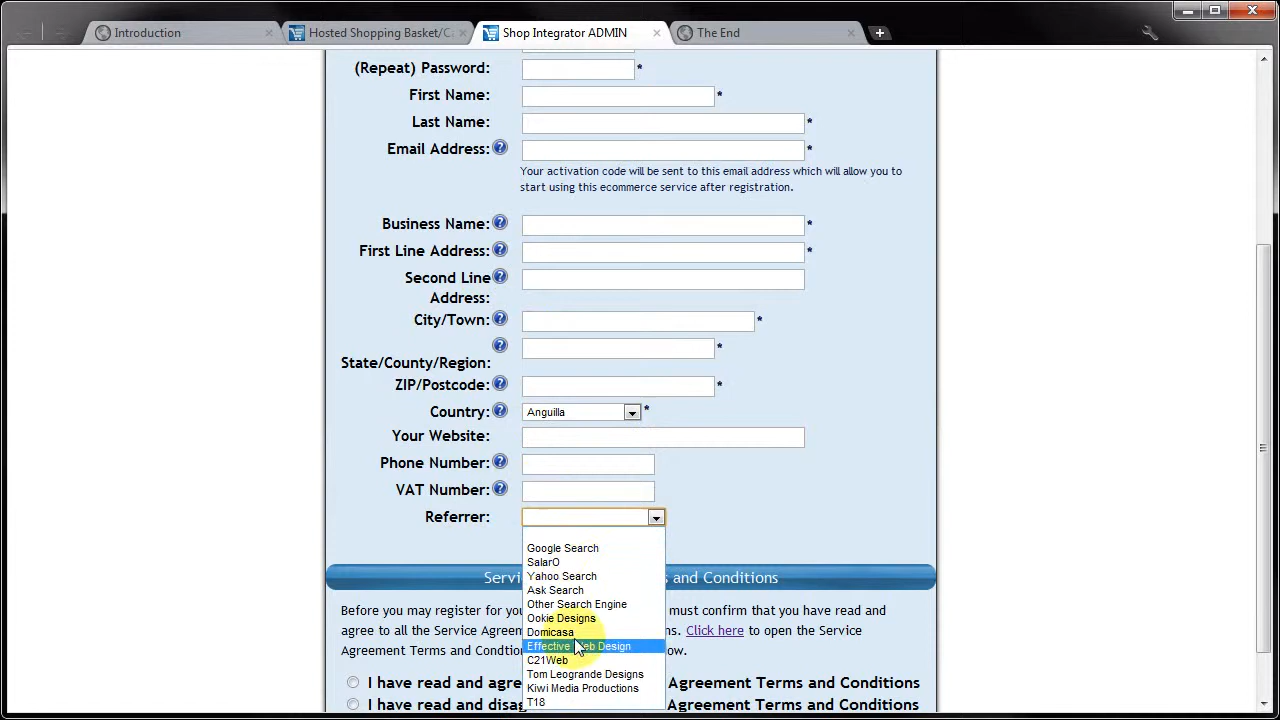 Introduction
Hosted Shopping Basket/Ca
Shop Integrator ADMIN
The End
(Repeat) Password: *
First Name: *
Last Name: *
Email Address: *
Your activation code will be sent to this email address which will allow you to
start using this ecommerce service after registration.
Business Name: *
First Line Address: *
Second Line
Address:
City/Town: *
State/County/Region: *
ZIP/Postcode: *
Country: Anguilla *
Your Website:
Phone Number:
VAT Number:
Referrer:
Google Search
SalarO
Yahoo Search
Ask Search
Other Search Engine
Ookie Designs
Domicasa
Effective Web Design
C21Web
Tom Leogrande Designs
Kiwi Media Productions
T18
Servi s and Conditions
Before you may register for yo must confirm that you have read and
agree to all the Service Agreem ns. Click here to open the Service
Agreement Terms and Condition ow.
I have read and agre Agreement Terms and Conditions
I have read and disa Agreement Terms and Conditions